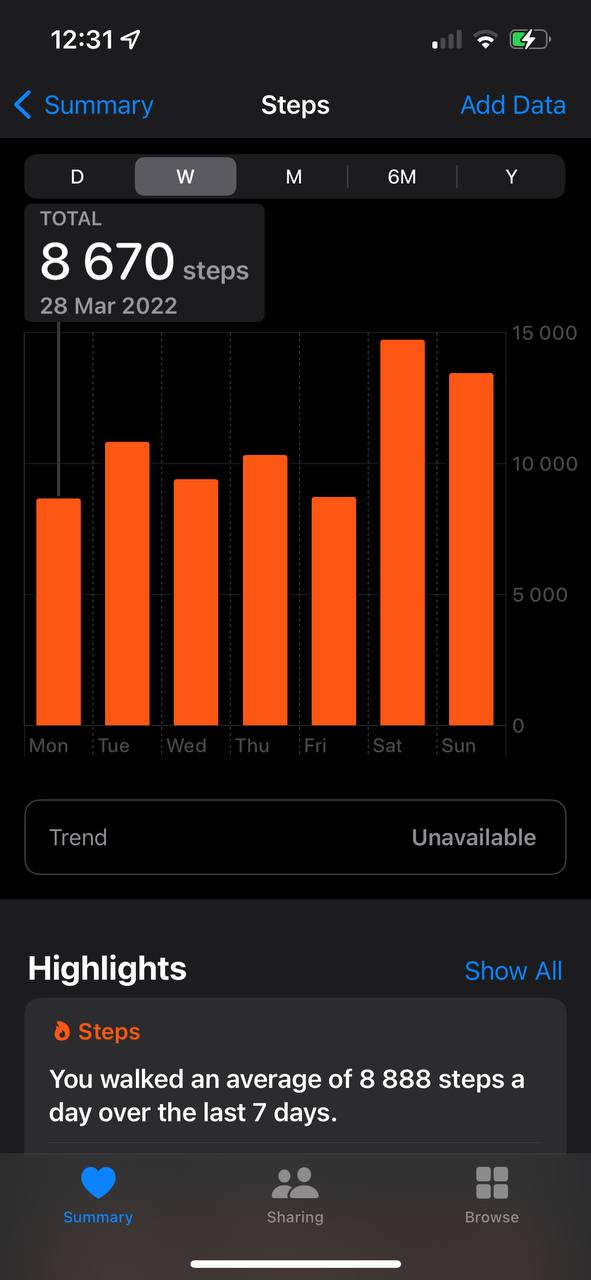 12:31
Summary Steps Add Data
D W M 6M Y
TOTAL
8 670 steps
28 Mar 2022
15 000
10 000
5 000
0
Mon Tue Wed Thu Fri Sat Sun
Trend Unavailable
Highlights Show All
Steps
You walked an average of 8 888 steps a
day over the last 7 days.
Summary Sharing Browse